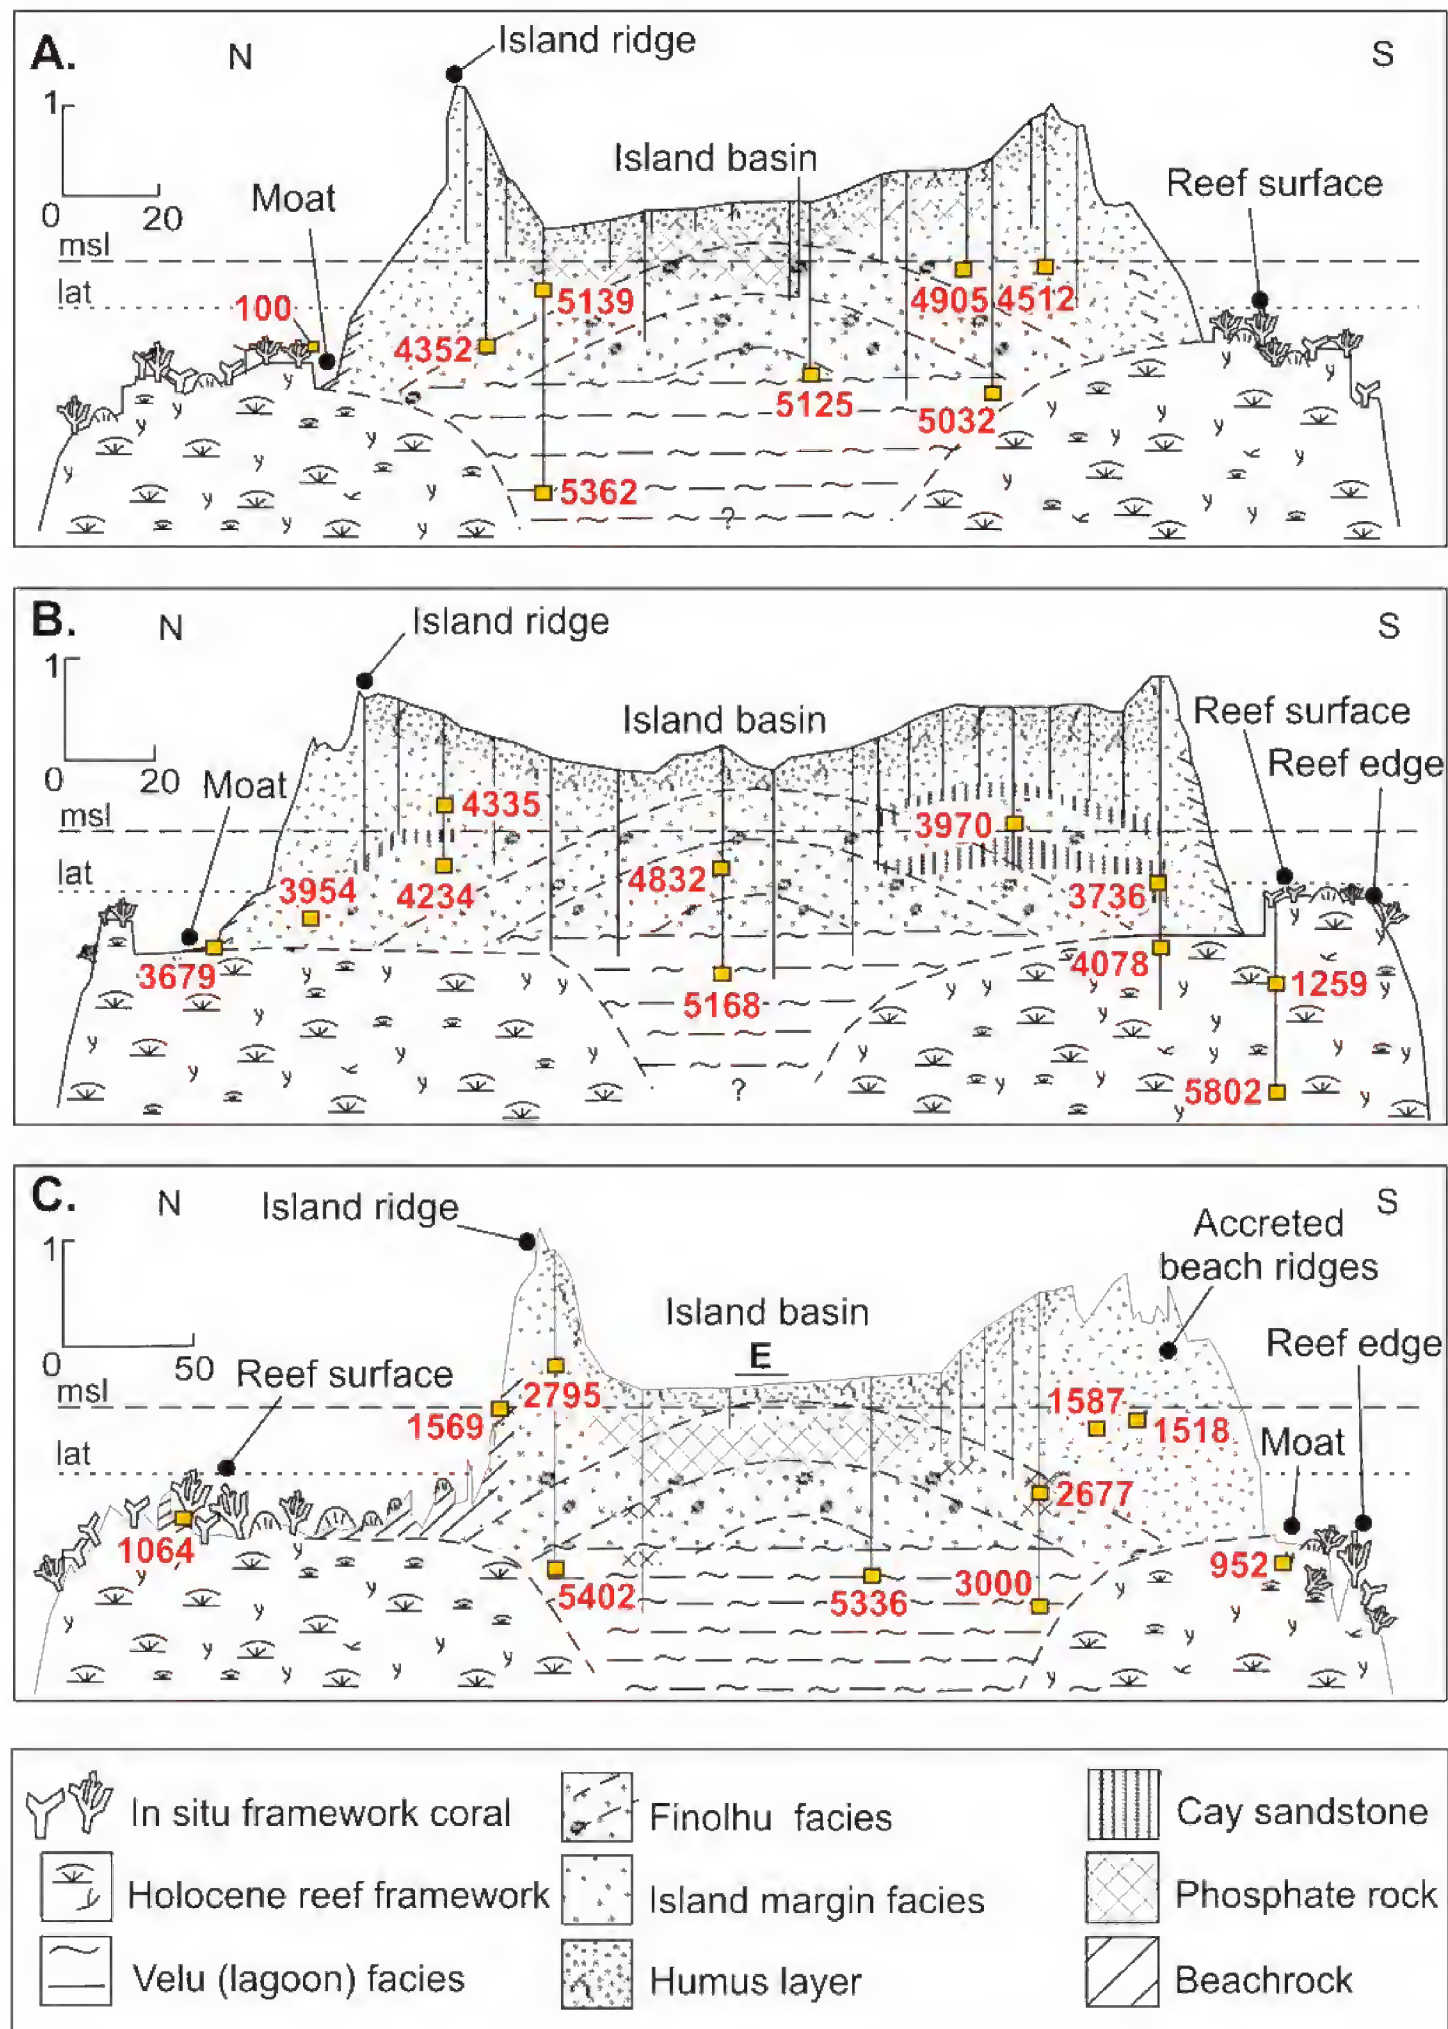 A.
N
Island ridge
S
1
Island basin
Reef surface
Moat
0
20
msl
lat
100
5139
4905
4512
4352
5125
5032
5362
?
B.
N
Island ridge
S
1
Island basin
Reef surface
Reef edge
0
20
Moat
msl
4335
3970
lat
3954
4234
4832
3736
3679
4078
5168
1259
?
5802
C.
N
Island ridge
S
Accreted
beach ridges
1
Island basin
E
Reef edge
0
50
Reef surface
msl
2795
1587
1569
1518
Moat
lat
2677
1064
952
5402
5336
3000
In situ framework coral
Finolhu facies
Cay sandstone
Holocene reef framework
Island margin facies
Phosphate rock
Velu (lagoon) facies
Humus layer
Beachrock